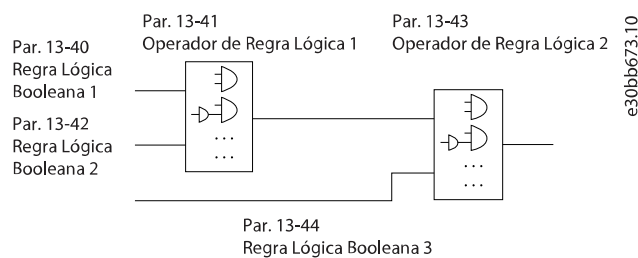 Par. 13-41
Operador de Regra Lógica 1
Par. 13-43
Operador de Regra Lógica 2
Par. 13-40
Regra Lógica
Booleana 1
Par. 13-42
Regra Lógica
Booleana 2
...
...
...
...
Par. 13-44
Regra Lógica Booleana 3
e30bb673.10